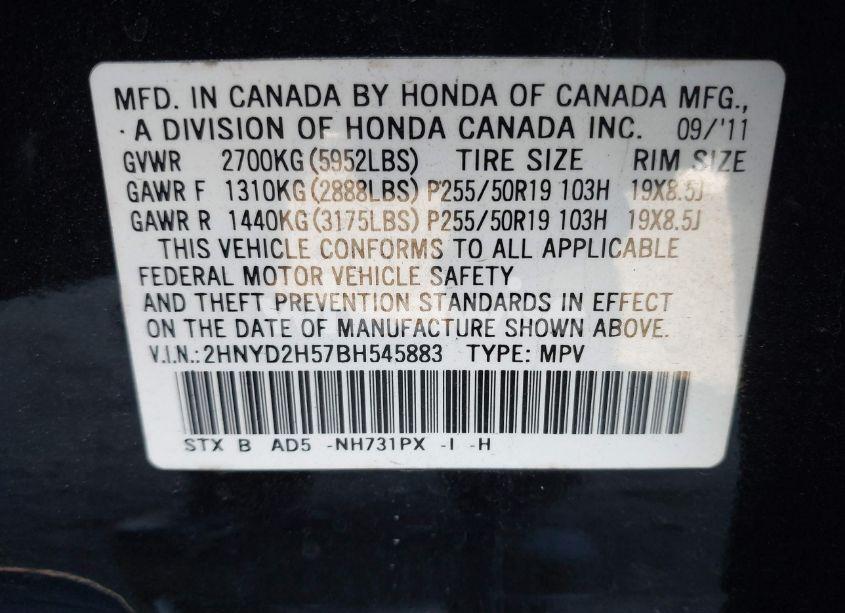 MFD. IN CANADA BY HONDA OF CANADA MFG.,
A DIVISION OF HONDA CANADA INC. 09/'11
GVWR 2700KG (5952LBS) TIRE SIZE RIM SIZE
GAWR F 1310KG (2888LBS) P255/50R19 103H 19X8.5J
GAWR R 1440KG (3175LBS) P255/50R19 103H 19X8.5J
THIS VEHICLE CONFORMS TO ALL APPLICABLE
FEDERAL MOTOR VEHICLE SAFETY
AND THEFT PREVENTION STANDARDS IN EFFECT
ON THE DATE OF MANUFACTURE SHOWN ABOVE.
V.I.N.: 2HNYD2H57BH545883 TYPE: MPV
STX B AD5 -NH731PX -I -H